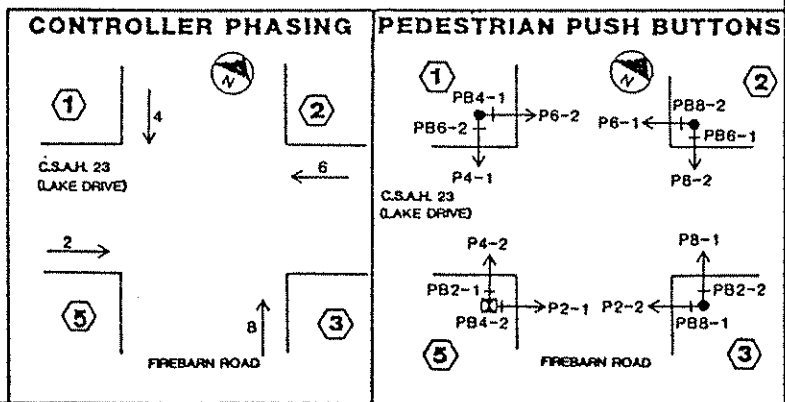 CONTROLLER PHASING
N
1
4
2
C.S.A.H. 23
(LAKE DRIVE)
6
2
5
8
3
FIREBARN ROAD
PEDESTRIAN PUSH BUTTONS
1
N
2
PB4-1
PB8-2
P6-2
P6-1
PB6-2
PB6-1
P4-1
P8-2
C.S.A.H. 23
(LAKE DRIVE)
P4-2
P8-1
PB2-1
PB2-2
P2-1
P2-2
PB4-2
PB8-1
5
FIREBARN ROAD
3